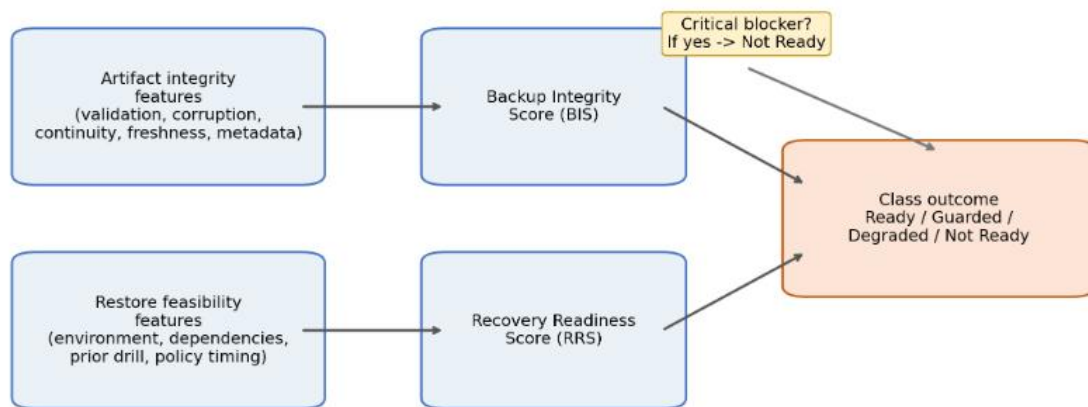 Critical blocker?
If yes -> Not Ready
Artifact integrity
features
(validation, corruption,
continuity, freshness, metadata)
Backup Integrity
Score (BIS)
Class outcome
Ready / Guarded /
Degraded / Not Ready
Restore feasibility
features
(environment, dependencies,
prior drill, policy timing)
Recovery Readiness
Score (RRS)